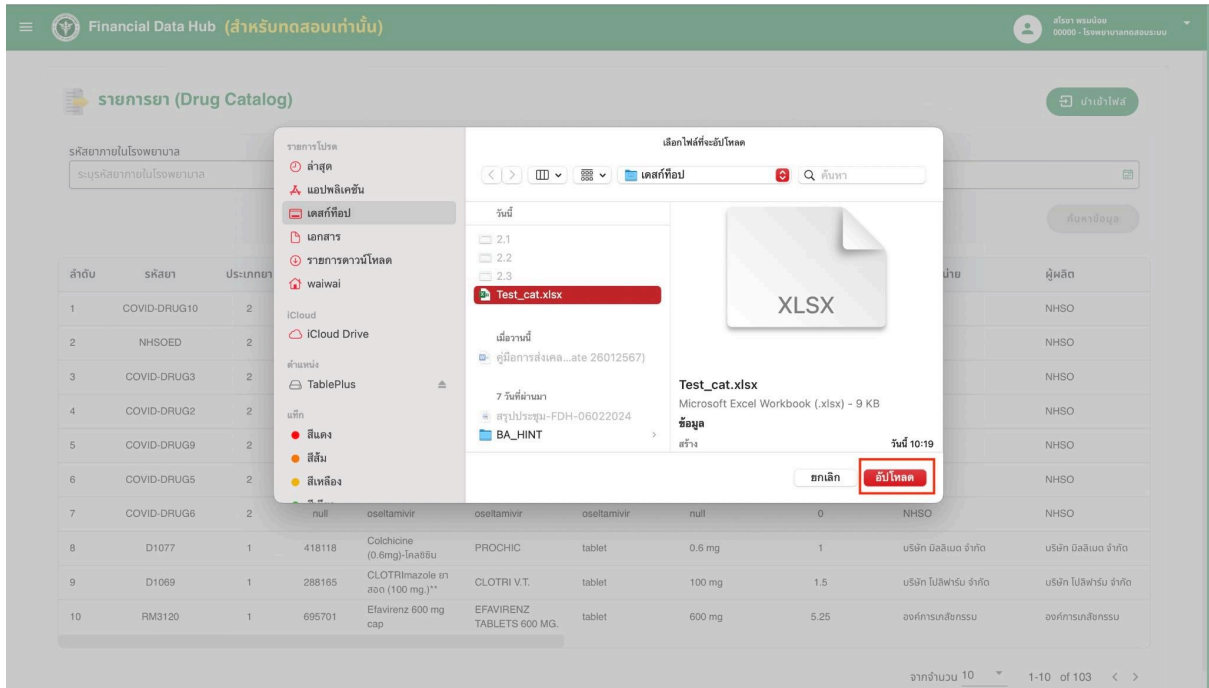 Financial Data Hub (สำหรับทดสอบเท่านั้น)
สโรชา พรมน้อย
00000 - โรงพยาบาลทดสอบระบบ
รายการยา (Drug Catalog)
นำเข้าไฟล์
รหัสยาภายในโรงพยาบาล
ระบุรหัสยาภายในโรงพยาบาล
ค้นหาข้อมูล
เลือกไฟล์ที่จะอัปโหลด
รายการโปรด
ล่าสุด
แอปพลิเคชัน
เดสก์ท็อป
เอกสาร
รายการดาวน์โหลด
waiwai
iCloud
iCloud Drive
ตำแหน่ง
TablePlus
แท็ก
สีแดง
สีส้ม
สีเหลือง
เดสก์ท็อป
ค้นหา
วันนี้
2.1
2.2
2.3
Test_cat.xlsx
เมื่อวานนี้
คู่มือการส่งเคล...ate 26012567)
7 วันที่ผ่านมา
สรุปประชุม-FDH-06022024
BA_HINT
XLSX
Test_cat.xlsx
Microsoft Excel Workbook (.xlsx) - 9 KB
ข้อมูล
สร้าง วันนี้ 10:19
ยกเลิก อัปโหลด
ลำดับ รหัสยา ประเภทยา ผู้ผลิต
1 COVID-DRUG10 2 NHSO
2 NHSOED 2 NHSO
3 COVID-DRUG3 2 NHSO
4 COVID-DRUG2 2 NHSO
5 COVID-DRUG9 2 NHSO
6 COVID-DRUG5 2 NHSO
7 COVID-DRUG6 2 null oseltamivir oseltamivir oseltamivir null 0 NHSO NHSO
8 D1077 1 418118 Colchicine (0.6mg)-โคลชิซิน PROCHIC tablet 0.6 mg 1 บริษัท มิลลิเมด จำกัด บริษัท มิลลิเมด จำกัด
9 D1069 1 288165 CLOTRImazole ยาสอด (100 mg.)** CLOTRI V.T. tablet 100 mg 1.5 บริษัท โปลิฟาร์ม จำกัด บริษัท โปลิฟาร์ม จำกัด
10 RM3120 1 695701 Efavirenz 600 mg cap EFAVIRENZ TABLETS 600 MG. tablet 600 mg 5.25 องค์การเภสัชกรรม องค์การเภสัชกรรม
จากจำนวน 10 1-10 of 103